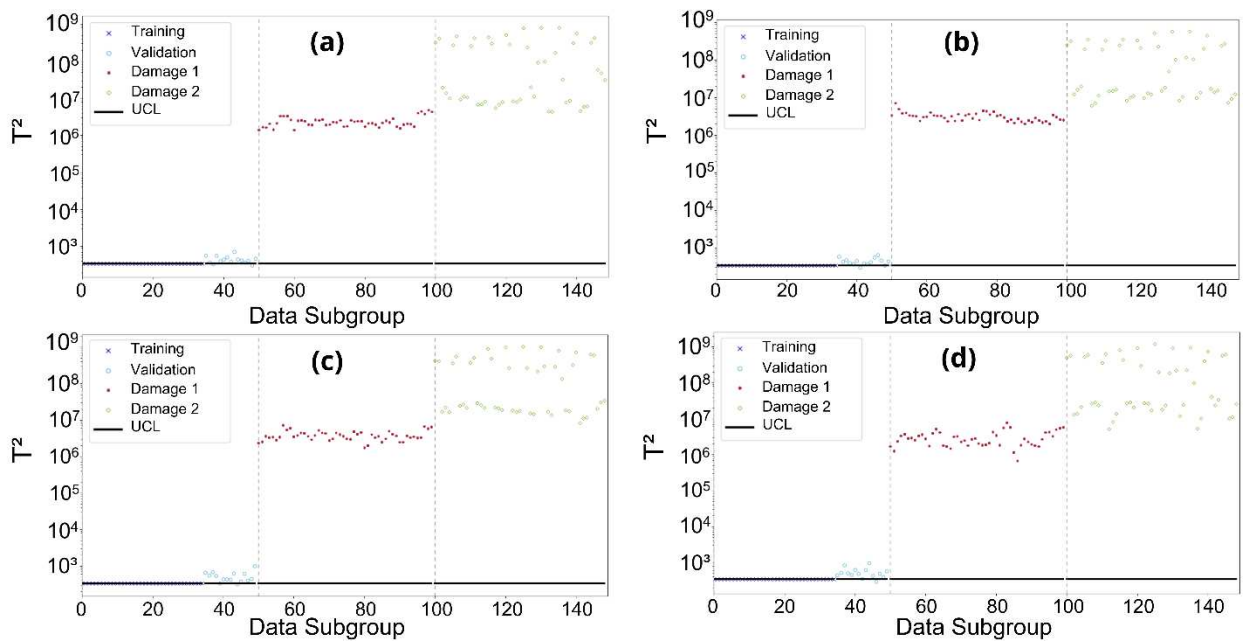 (a)
Training
Validation
Damage 1
Damage 2
UCL
T²
10⁹
10⁸
10⁷
10⁶
10⁵
10⁴
10³
0 20 40 60 80 100 120 140
Data Subgroup
(b)
Training
Validation
Damage 1
Damage 2
UCL
T²
10⁹
10⁸
10⁷
10⁶
10⁵
10⁴
10³
0 20 40 60 80 100 120 140
Data Subgroup
(c)
Training
Validation
Damage 1
Damage 2
UCL
T²
10⁹
10⁸
10⁷
10⁶
10⁵
10⁴
10³
0 20 40 60 80 100 120 140
Data Subgroup
(d)
Training
Validation
Damage 1
Damage 2
UCL
T²
10⁹
10⁸
10⁷
10⁶
10⁵
10⁴
10³
0 20 40 60 80 100 120 140
Data Subgroup